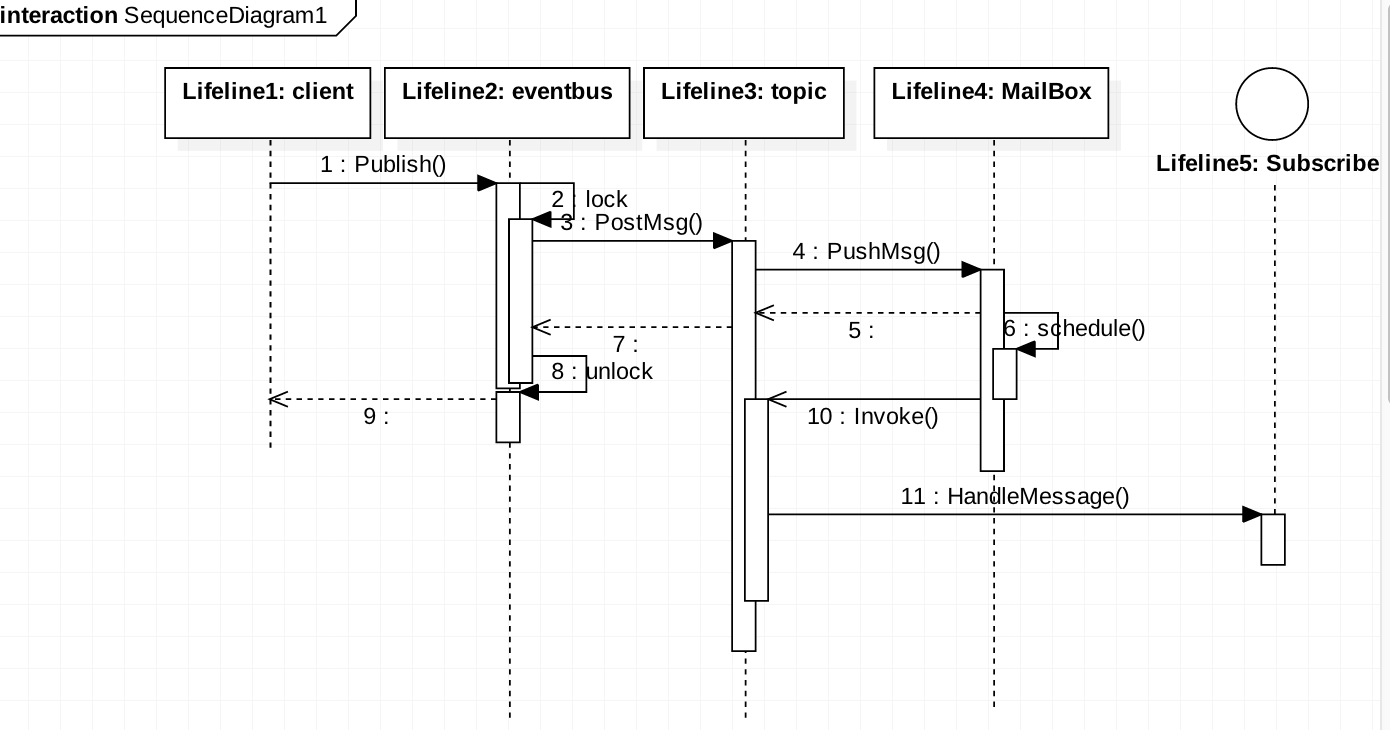 interaction SequenceDiagram1
Lifeline1: client
Lifeline2: eventbus
Lifeline3: topic
Lifeline4: MailBox
Lifeline5: Subscribe
1 : Publish()
2 : lock
3 : PostMsg()
4 : PushMsg()
5 :
6 : schedule()
7 :
8 : unlock
9 :
10 : Invoke()
11 : HandleMessage()